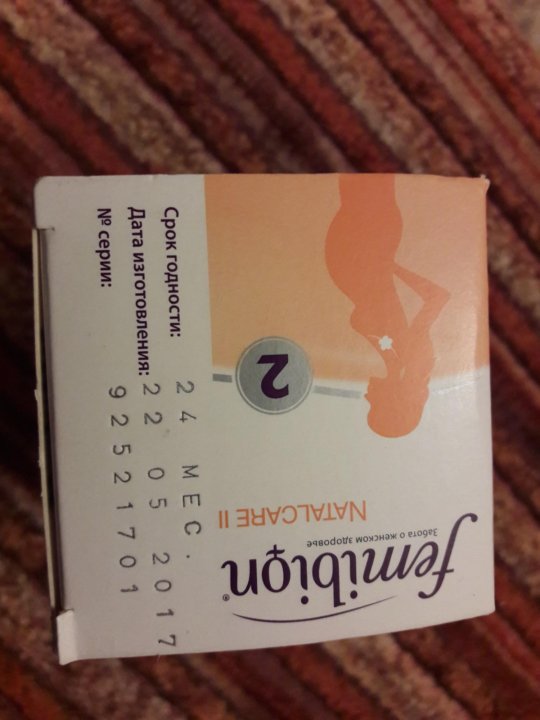 femibion®
Забота о женском здоровье
NATALCARE II
2
Срок годности: 24 МЕС.
Дата изготовления: 22 05 2017
№ серии: 92521701